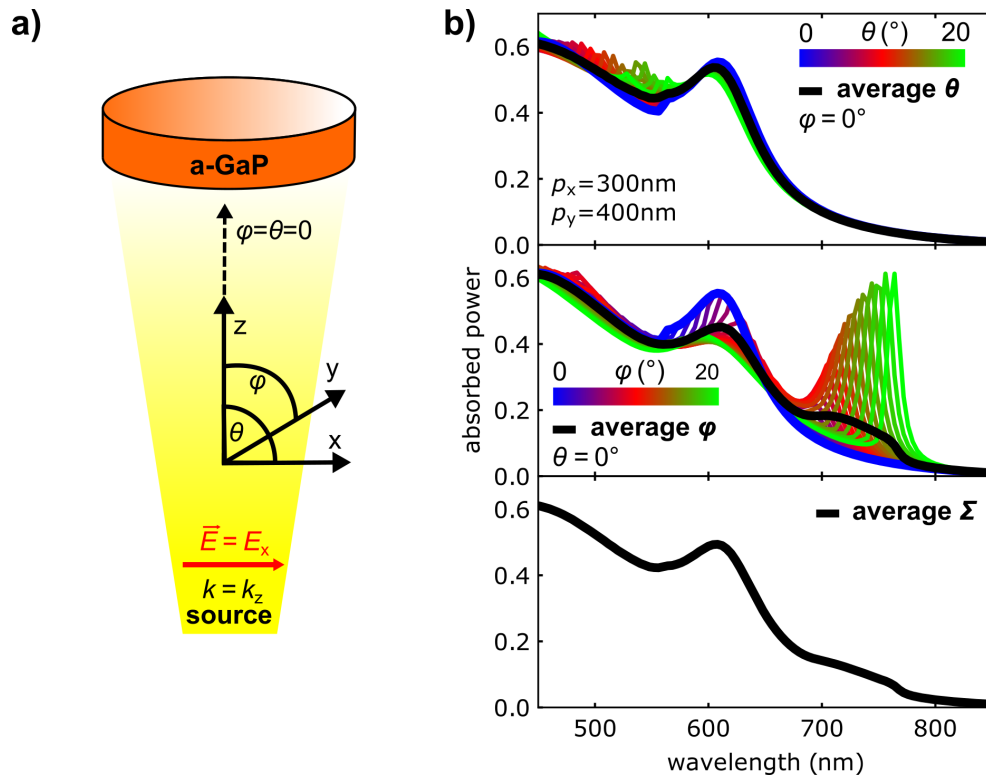 a)
a-GaP
φ=θ=0
z
y
φ
θ
x
E⃗ = Eₓ
k = k_z
source
b)
absorbed power
0.6
0.4
0.2
0.0
0 θ (°) 20
average θ
φ = 0°
pₓ=300nm
p_y=400nm
0.6
0.4
0.2
0.0
0 φ (°) 20
average φ
θ = 0°
0.6
0.4
0.2
0.0
average Σ
500 600 700 800
wavelength (nm)